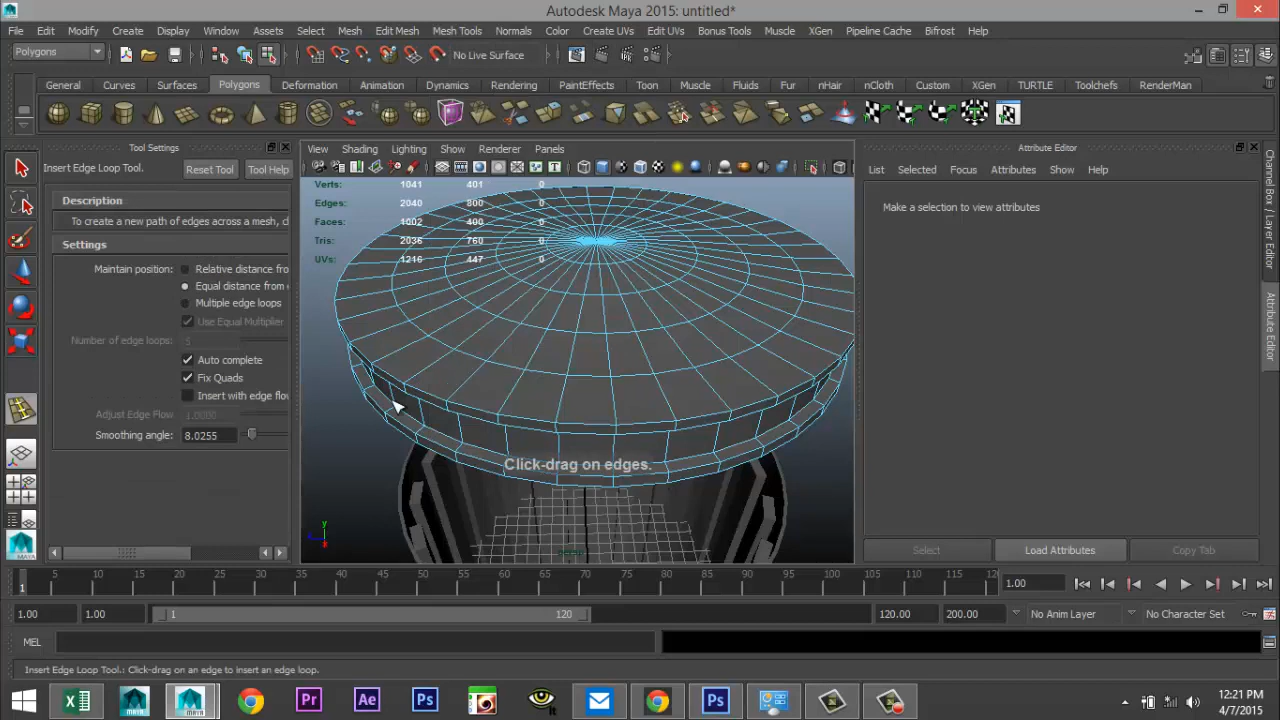 Autodesk Maya 2015: untitled*
File Edit Modify Create Display Window Assets Select Mesh Edit Mesh Mesh Tools Normals Color Create UVs Edit UVs Bonus Tools Muscle XGen Pipeline Cache Bifrost Help
Polygons No Live Surface
General Curves Surfaces Polygons Deformation Animation Dynamics Rendering PaintEffects Toon Muscle Fluids Fur nHair nCloth Custom XGen TURTLE Toolchefs RenderMan
Tool Settings
Insert Edge Loop Tool. Reset Tool Tool Help
Description
To create a new path of edges across a mesh, cl
Settings
Maintain position: Relative distance fro
Equal distance from
Multiple edge loops
Use Equal Multiplier
Number of edge loops:
Auto complete
Fix Quads
Insert with edge flow
Adjust Edge Flow 1.0000
Smoothing angle: 8.0255
View Shading Lighting Show Renderer Panels
Verts: 1041 401 0
Edges: 2040 800 0
Faces: 1002 400 0
Tris: 2036 760 0
UVs: 1216 447 0
Click-drag on edges.
Attribute Editor
List Selected Focus Attributes Show Help
Make a selection to view attributes
Select Load Attributes Copy Tab
Channel Box / Layer Editor
Attribute Editor
1 5 10 15 20 25 30 35 40 45 50 55 60 65 70 75 80 85 90 95 100 105 110 115 12 1.00
1.00 1.00 1 120 120.00 200.00 No Anim Layer No Character Set
MEL
Insert Edge Loop Tool.: Click-drag on an edge to insert an edge loop.
12:21 PM
4/7/2015